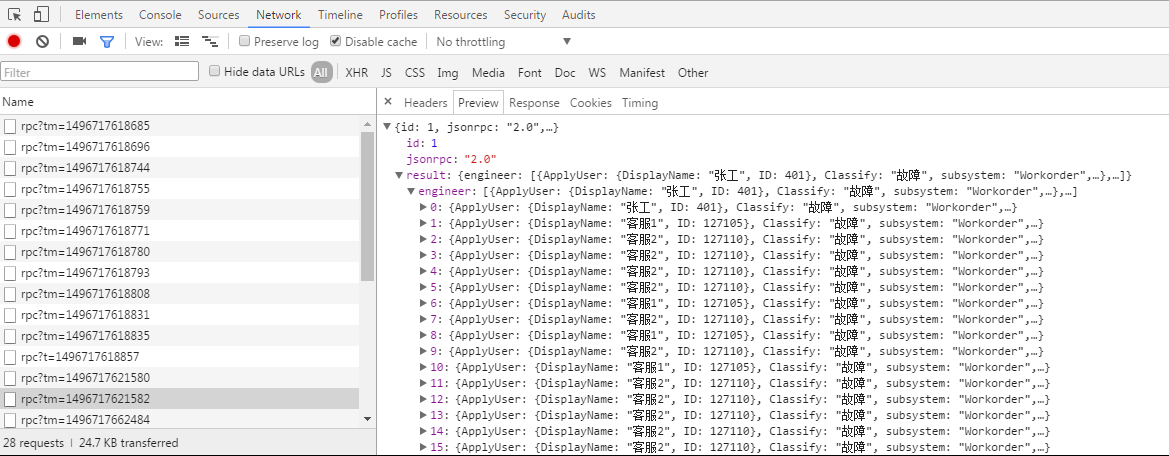 Elements Console Sources Network Timeline Profiles Resources Security Audits
View: Preserve log Disable cache No throttling
Filter Hide data URLs All XHR JS CSS Img Media Font Doc WS Manifest Other
Name
× Headers Preview Response Cookies Timing
rpc?tm=1496717618685
rpc?tm=1496717618696
rpc?tm=1496717618744
rpc?tm=1496717618755
rpc?tm=1496717618759
rpc?tm=1496717618771
rpc?tm=1496717618780
rpc?tm=1496717618793
rpc?tm=1496717618808
rpc?tm=1496717618831
rpc?tm=1496717618835
rpc?t=1496717618857
rpc?tm=1496717621580
rpc?tm=1496717621582
rpc?tm=1496717662484
28 requests | 24.7 KB transferred
{id: 1, jsonrpc: "2.0",…}
id: 1
jsonrpc: "2.0"
result: {engineer: [{ApplyUser: {DisplayName: "张工", ID: 401}, Classify: "故障", subsystem: "Workorder",…},…]}
engineer: [{ApplyUser: {DisplayName: "张工", ID: 401}, Classify: "故障", subsystem: "Workorder",…},…]
0: {ApplyUser: {DisplayName: "张工", ID: 401}, Classify: "故障", subsystem: "Workorder",…}
1: {ApplyUser: {DisplayName: "客服1", ID: 127105}, Classify: "故障", subsystem: "Workorder",…}
2: {ApplyUser: {DisplayName: "客服2", ID: 127110}, Classify: "故障", subsystem: "Workorder",…}
3: {ApplyUser: {DisplayName: "客服2", ID: 127110}, Classify: "故障", subsystem: "Workorder",…}
4: {ApplyUser: {DisplayName: "客服2", ID: 127110}, Classify: "故障", subsystem: "Workorder",…}
5: {ApplyUser: {DisplayName: "客服2", ID: 127110}, Classify: "故障", subsystem: "Workorder",…}
6: {ApplyUser: {DisplayName: "客服1", ID: 127105}, Classify: "故障", subsystem: "Workorder",…}
7: {ApplyUser: {DisplayName: "客服2", ID: 127110}, Classify: "故障", subsystem: "Workorder",…}
8: {ApplyUser: {DisplayName: "客服1", ID: 127105}, Classify: "故障", subsystem: "Workorder",…}
9: {ApplyUser: {DisplayName: "客服2", ID: 127110}, Classify: "故障", subsystem: "Workorder",…}
10: {ApplyUser: {DisplayName: "客服1", ID: 127105}, Classify: "故障", subsystem: "Workorder",…}
11: {ApplyUser: {DisplayName: "客服2", ID: 127110}, Classify: "故障", subsystem: "Workorder",…}
12: {ApplyUser: {DisplayName: "客服2", ID: 127110}, Classify: "故障", subsystem: "Workorder",…}
13: {ApplyUser: {DisplayName: "客服2", ID: 127110}, Classify: "故障", subsystem: "Workorder",…}
14: {ApplyUser: {DisplayName: "客服2", ID: 127110}, Classify: "故障", subsystem: "Workorder",…}
15: {ApplyUser: {DisplayName: "客服2", ID: 127110}, Classify: "故障", subsystem: "Workorder",…}